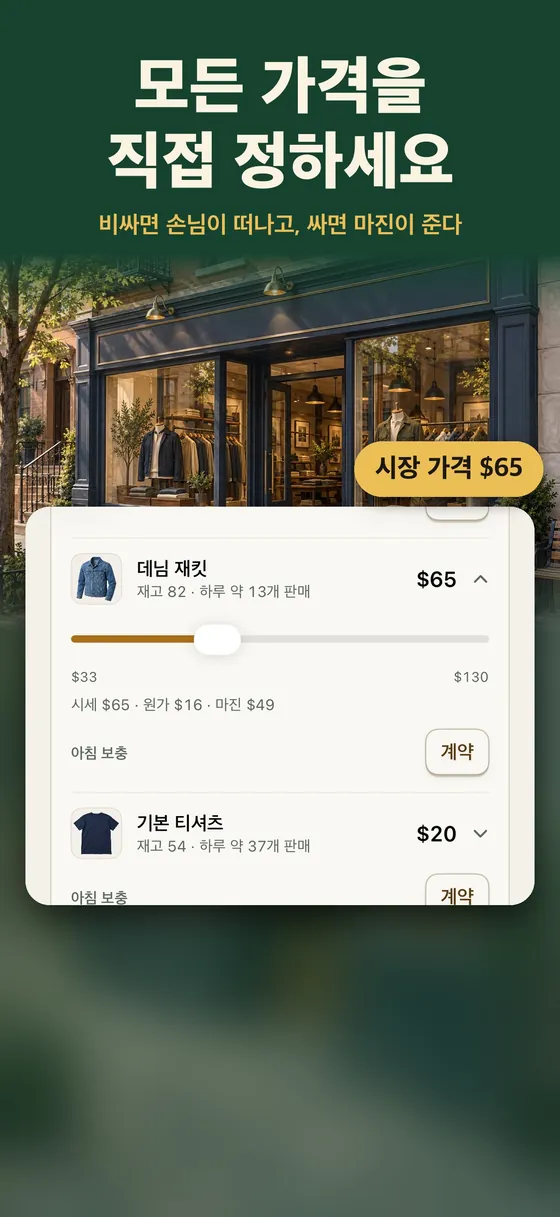 모든 가격을
직접 정하세요
비싸면 손님이 떠나고, 싸면 마진이 준다
시장 가격 $65
데님 재킷
$65
재고 82 · 하루 약 13개 판매
$33
$130
시세 $65 · 원가 $16 · 마진 $49
아침 보충
계약
기본 티셔츠
$20
재고 54 · 하루 약 37개 판매
아침 보충
계약